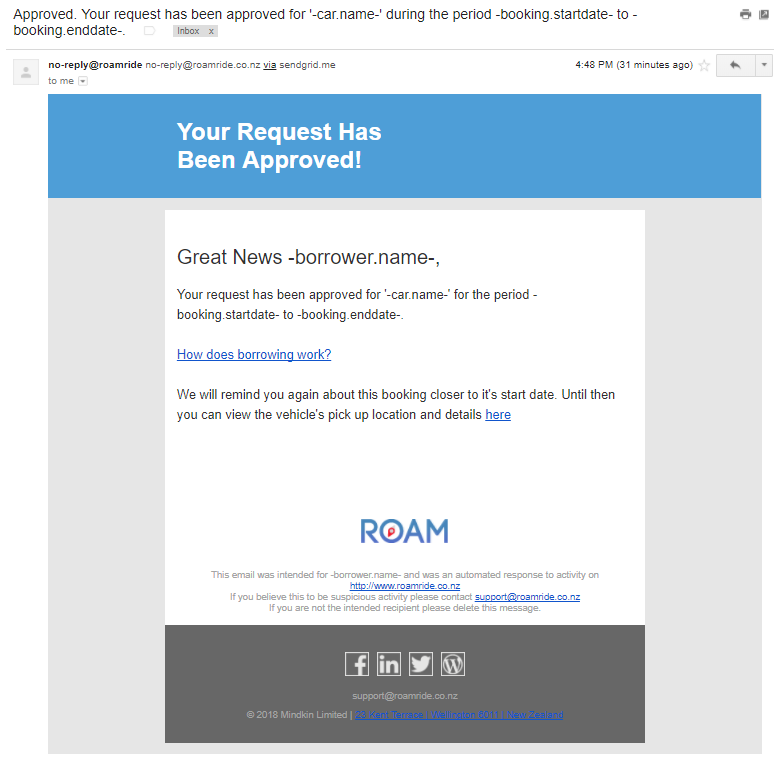 Approved. Your request has been approved for '-car.name-' during the period -booking.startdate- to -
booking.enddate-. Inbox x
no-reply@roamride no-reply@roamride.co.nz via sendgrid.me 4:48 PM (31 minutes ago)
to me
Your Request Has
Been Approved!
Great News -borrower.name-,
Your request has been approved for '-car.name-' for the period -
booking.startdate- to -booking.enddate-.
How does borrowing work?
We will remind you again about this booking closer to it's start date. Until then
you can view the vehicle's pick up location and details here
ROAM
This email was intended for -borrower.name- and was an automated response to activity on
http://www.roamride.co.nz
If you believe this to be suspicious activity please contact support@roamride.co.nz
If you are not the intended recipient please delete this message.
support@roamride.co.nz
© 2018 Mindkin Limited | 23 Kent Terrace | Wellington 6011 | New Zealand